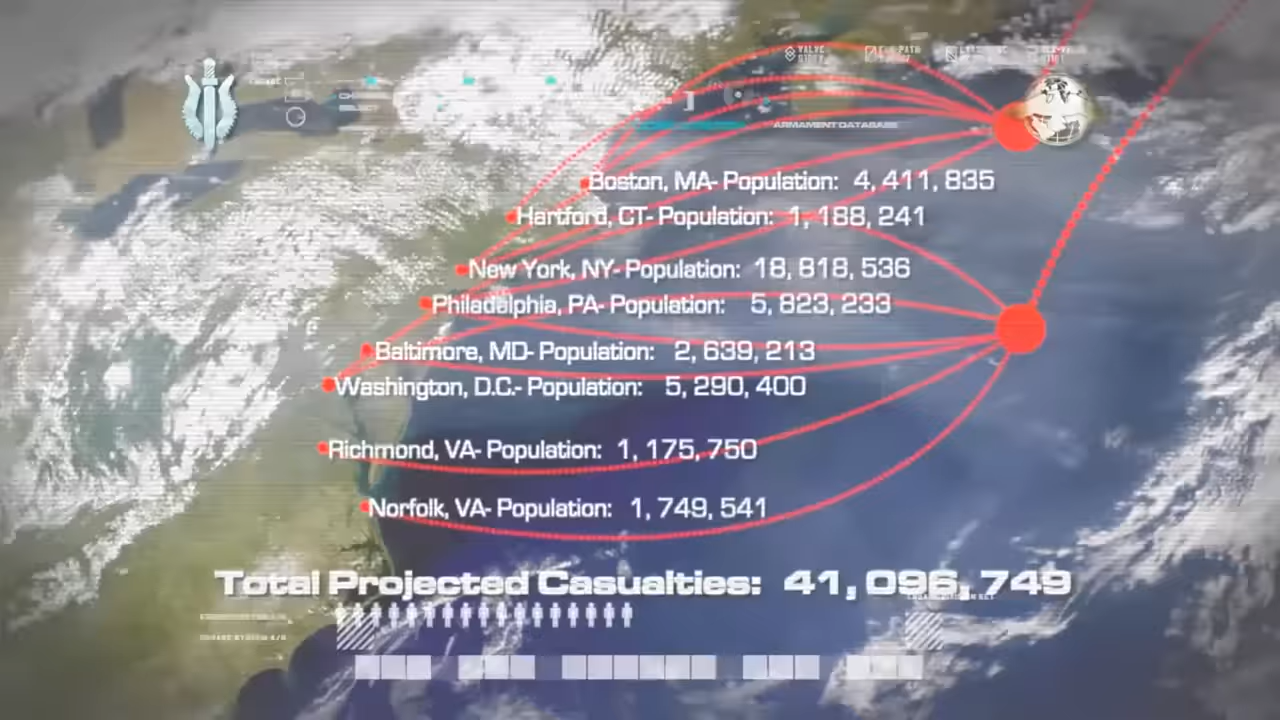 ARMAMENT DATABASE
Boston, MA- Population: 4, 411, 835
Hartford, CT- Population: 1, 188, 241
New York, NY- Population: 18, 818, 536
Philadelphia, PA- Population: 5, 823, 233
Baltimore, MD- Population: 2, 639, 213
Washington, D.C.- Population: 5, 290, 400
Richmond, VA- Population: 1, 175, 750
Norfolk, VA- Population: 1, 749, 541
Total Projected Casualties: 41, 096, 749